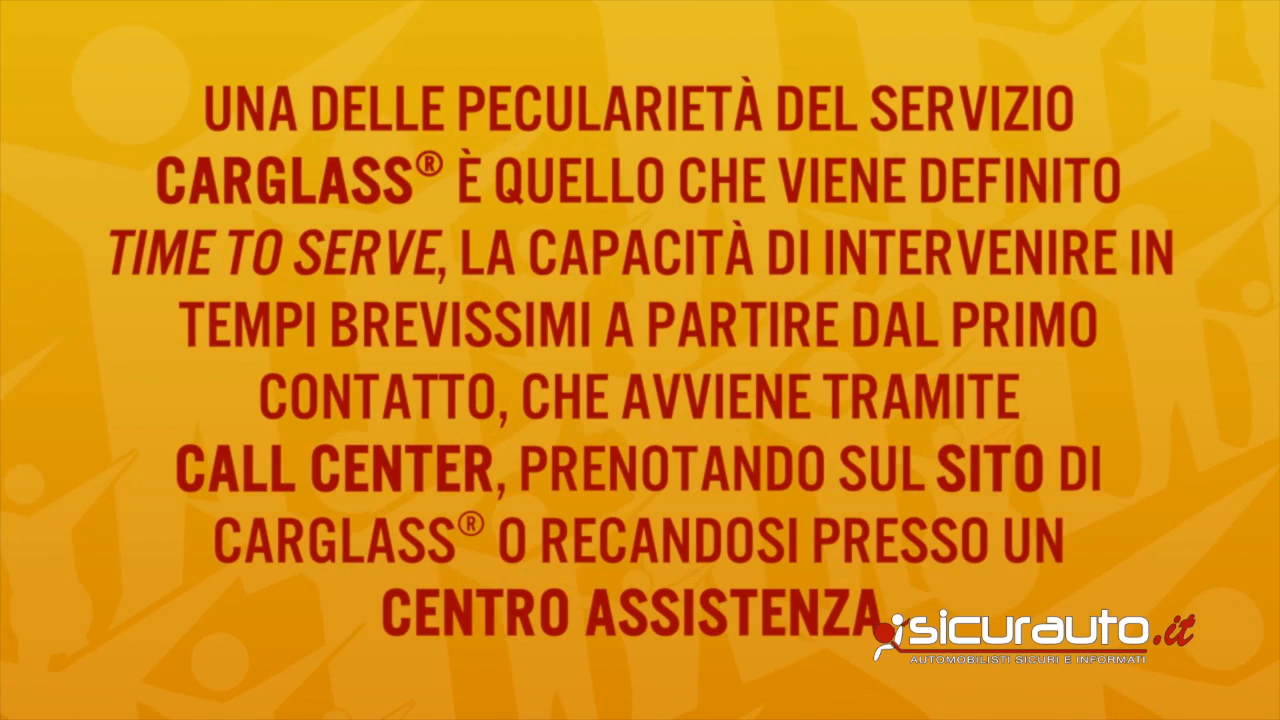 UNA DELLE PECULARIETÀ DEL SERVIZIO
CARGLASS® È QUELLO CHE VIENE DEFINITO
TIME TO SERVE, LA CAPACITÀ DI INTERVENIRE IN
TEMPI BREVISSIMI A PARTIRE DAL PRIMO
CONTATTO, CHE AVVIENE TRAMITE
CALL CENTER, PRENOTANDO SUL SITO DI
CARGLASS® O RECANDOSI PRESSO UN
CENTRO ASSISTENZA
sicurauto.it
AUTOMOBILISTI SICURI E INFORMATI